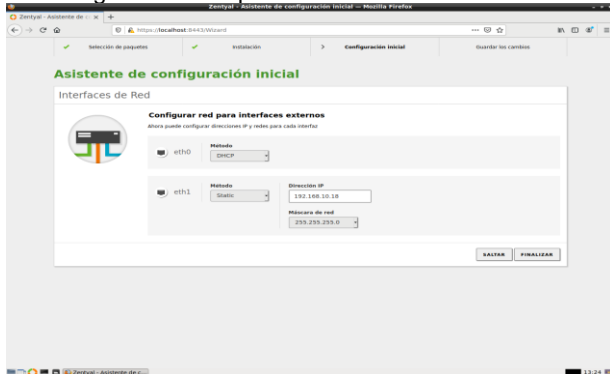 Zentyal - Asistente de configuración inicial — Mozilla Firefox
Zentyal - Asistente de
https://localhost:8443/Wizard
Selección de paquetes
Instalación
Configuración inicial
Guardar los cambios
Asistente de configuración inicial
Interfaces de Red
Configurar red para interfaces externos
Ahora puede configurar direcciones IP y redes para cada interfaz
eth0
Método
DHCP
eth1
Método
Static
Dirección IP
192.168.10.18
Máscara de red
255.255.255.0
SALTAR
FINALIZAR
Zentyal - Asistente de c...
13:24